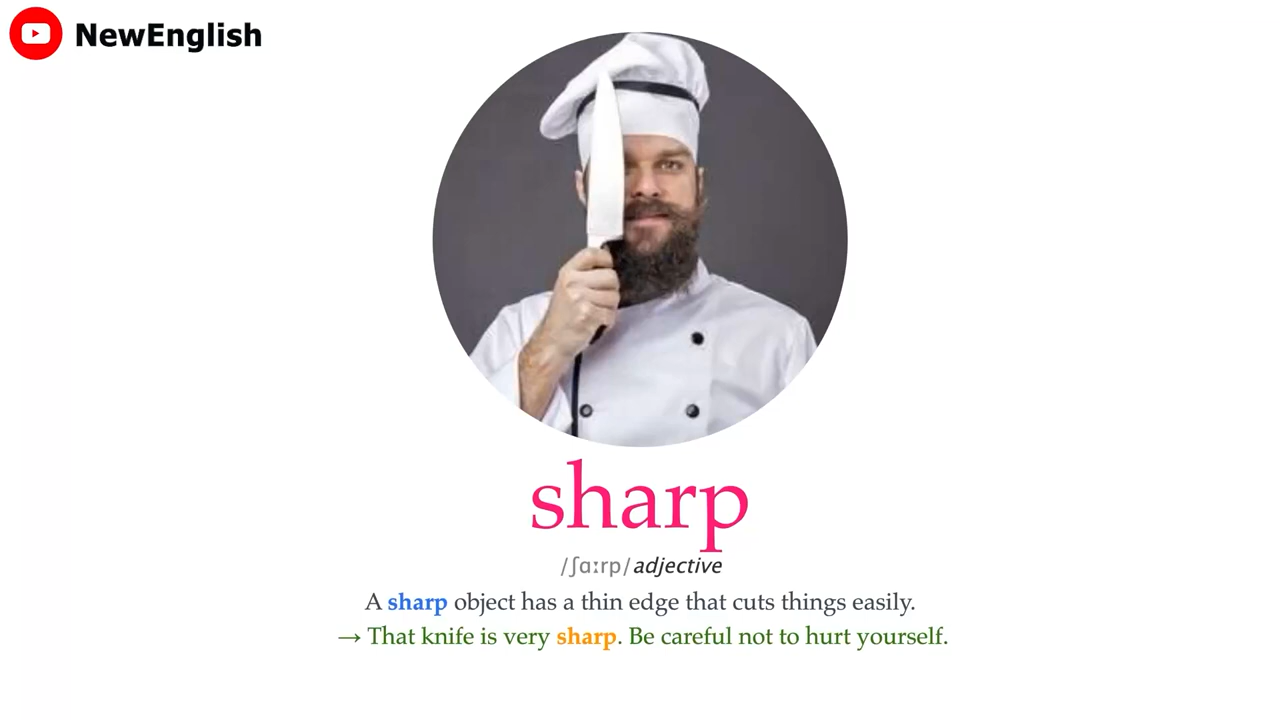 NewEnglish
sharp
/ʃɑːrp/adjective
A sharp object has a thin edge that cuts things easily.
→ That knife is very sharp. Be careful not to hurt yourself.